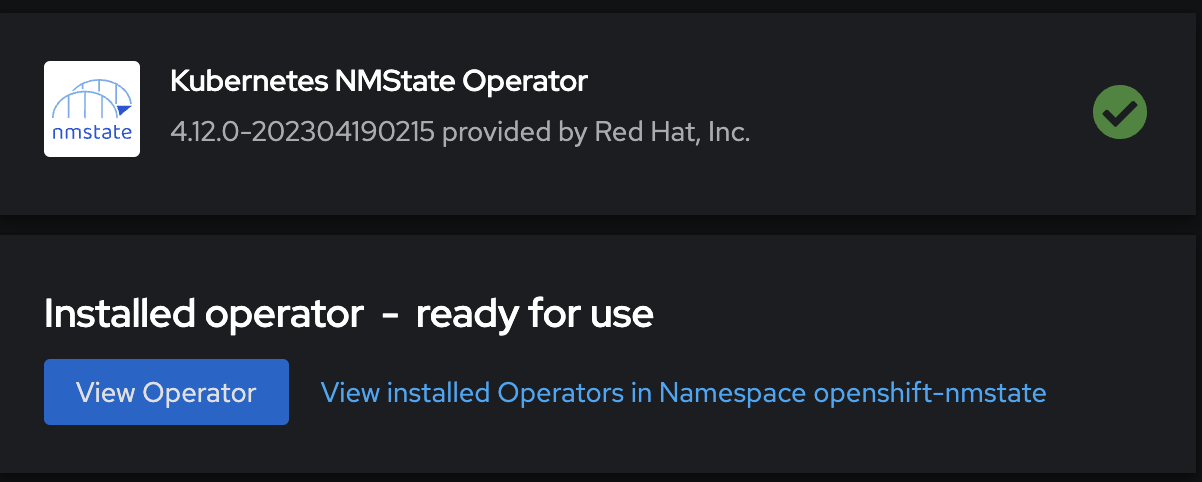 Kubernetes NMState Operator
nmstate
4.12.0-202304190215 provided by Red Hat, Inc.
Installed operator - ready for use
View Operator
View installed Operators in Namespace openshift-nmstate